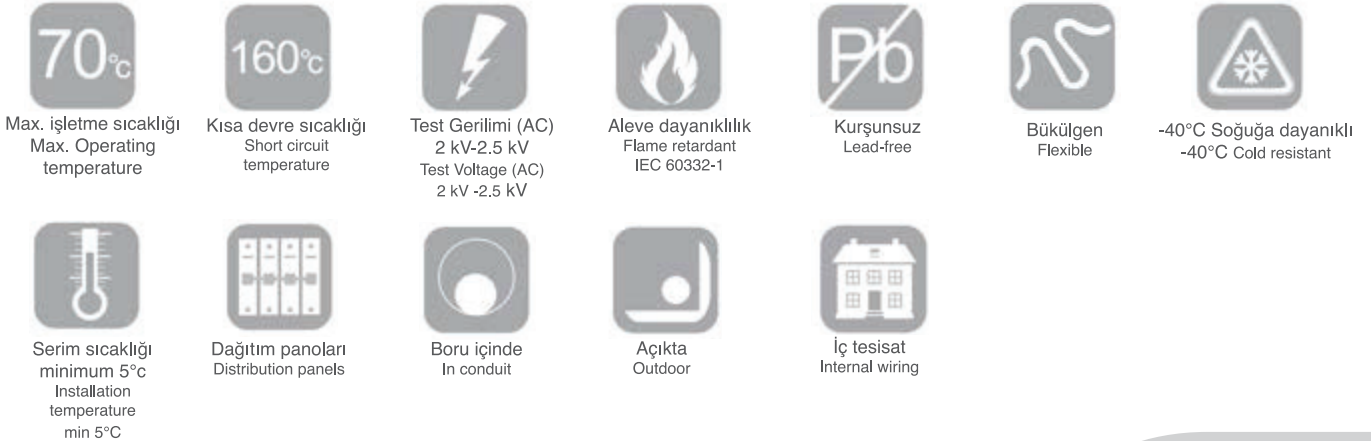 70°C
Max. işletme sıcaklığı
Max. Operating
temperature
160°C
Kısa devre sıcaklığı
Short circuit
temperature
Test Gerilimi (AC)
2 kV-2.5 kV
Test Voltage (AC)
2 kV -2.5 kV
Aleve dayanıklılık
Flame retardant
IEC 60332-1
Pb
Kurşunsuz
Lead-free
Bükülgen
Flexible
-40°C Soğuğa dayanıklı
-40°C Cold resistant
Serim sıcaklığı
minimum 5°c
Installation
temperature
min 5°C
Dağıtım panoları
Distribution panels
Boru içinde
In conduit
Açıkta
Outdoor
İç tesisat
Internal wiring